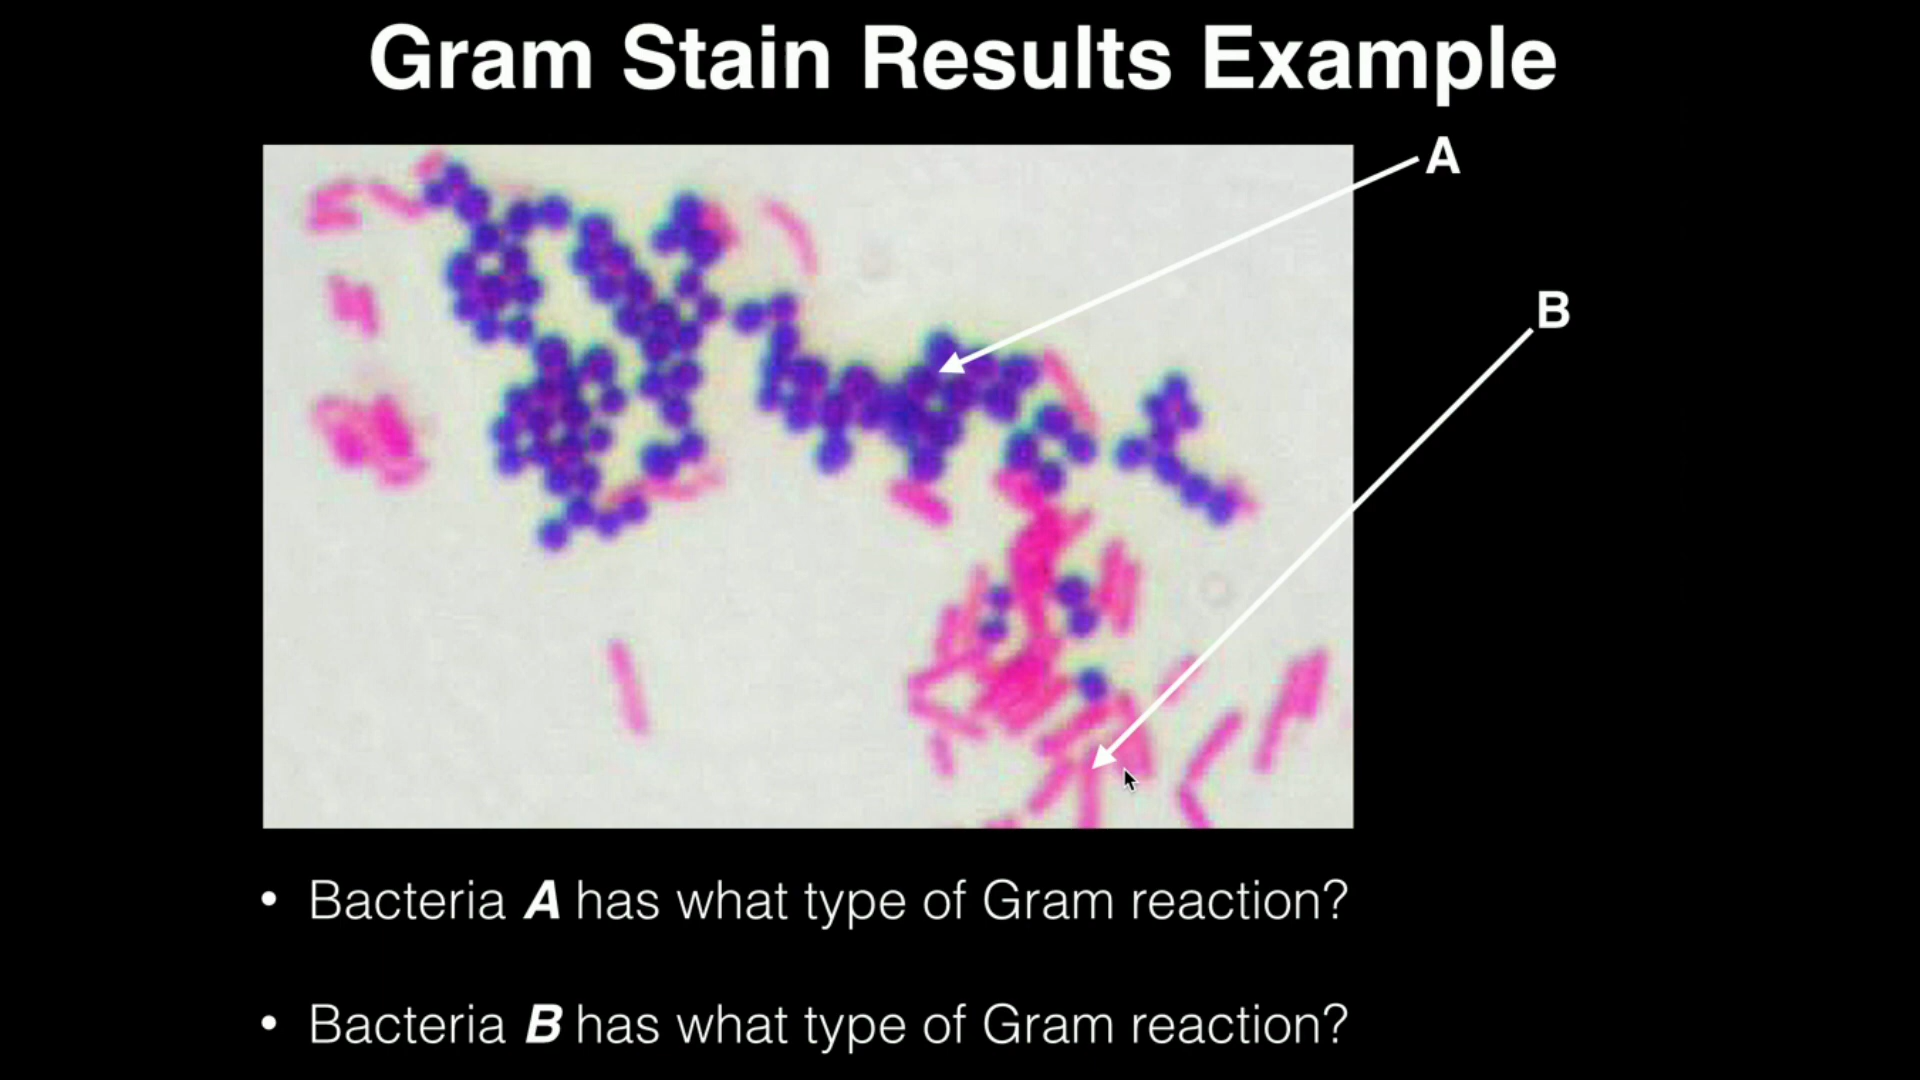 Gram Stain Results Example
A
B
• Bacteria A has what type of Gram reaction?
• Bacteria B has what type of Gram reaction?